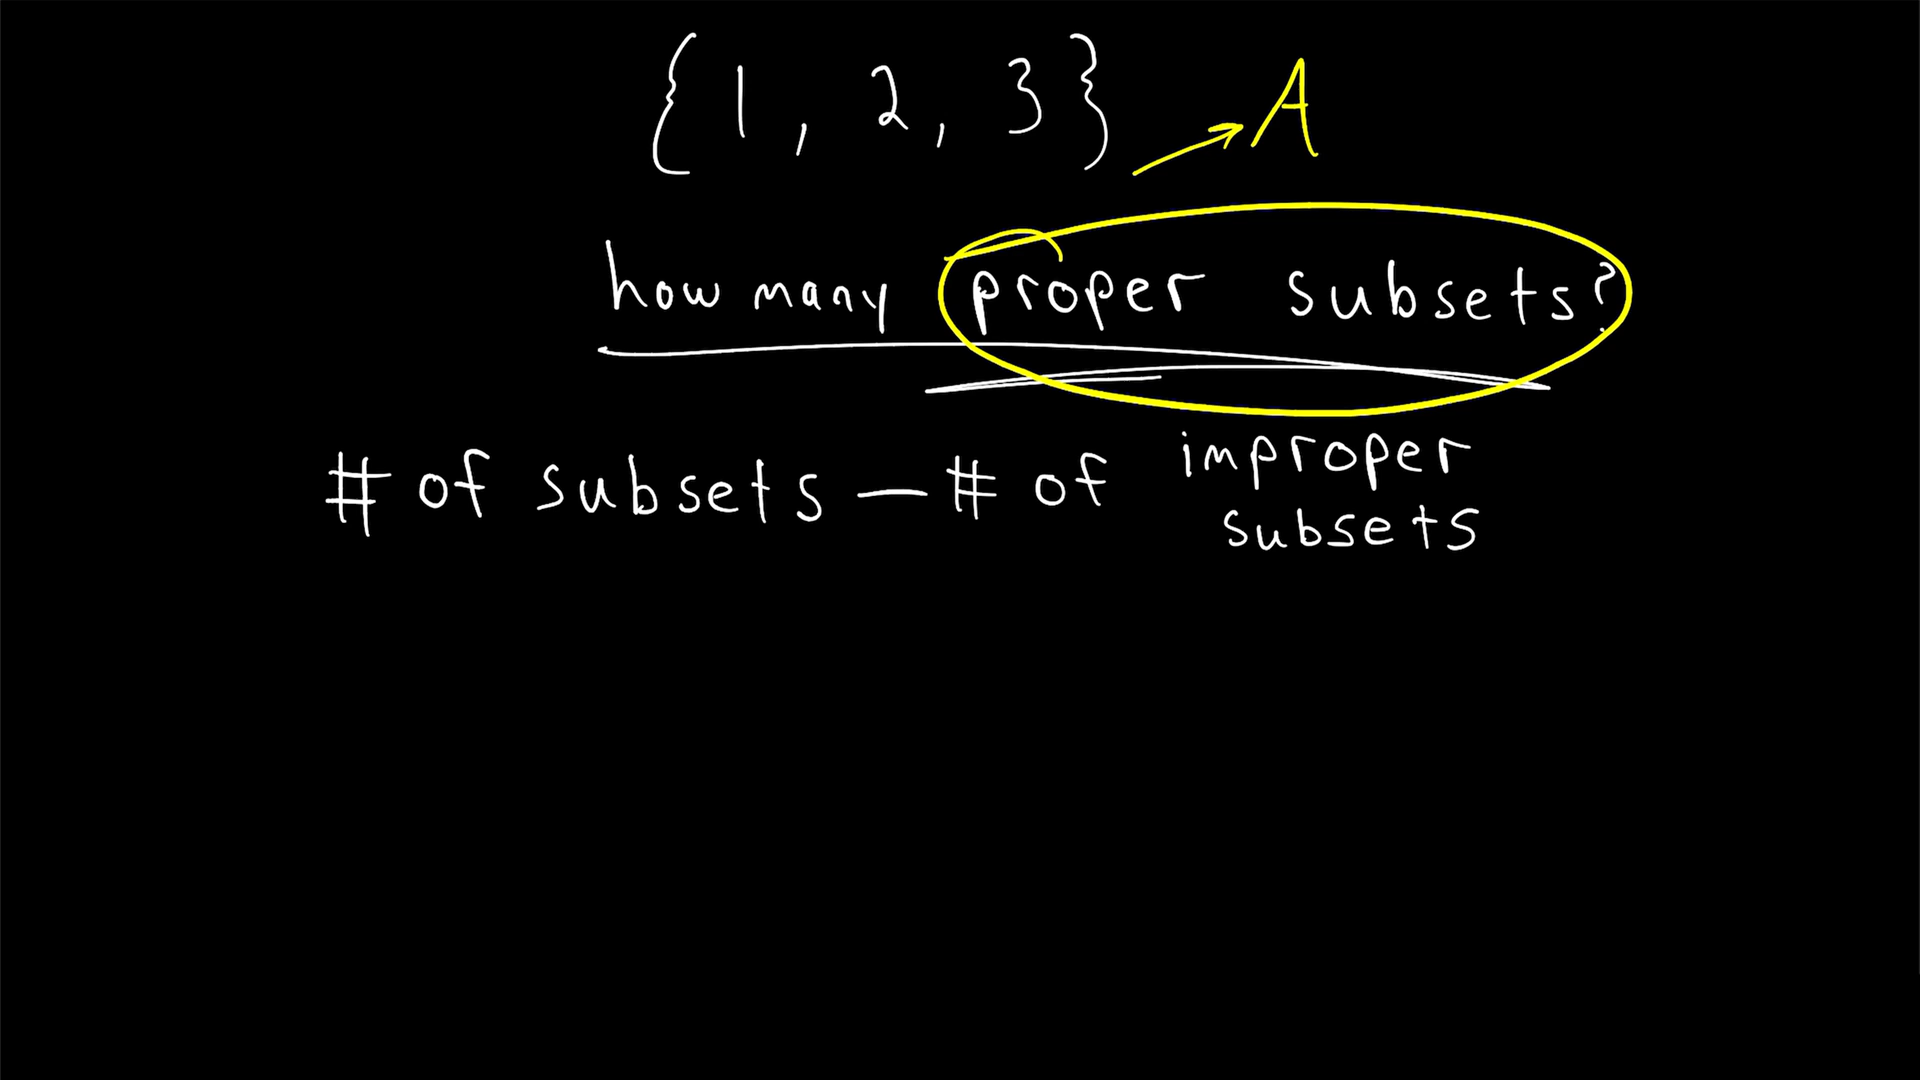 {1, 2, 3} → A
how many proper subsets?
# of subsets — # of improper
subsets